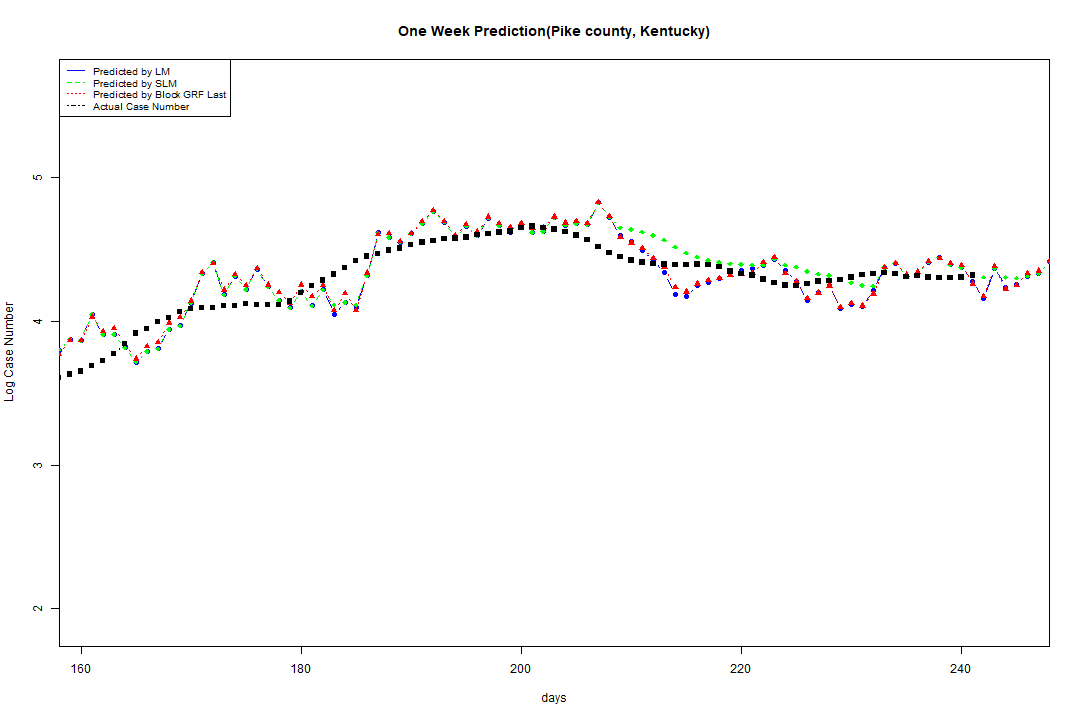 One Week Prediction(Pike county, Kentucky)
Predicted by LM
Predicted by SLM
Predicted by Block GRF Last
Actual Case Number
5
4
3
2
Log Case Number
160 180 200 220 240
days